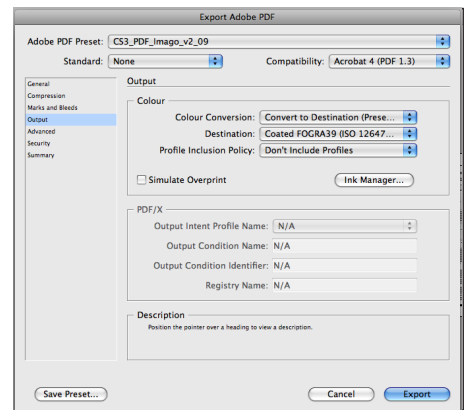 Export Adobe PDF
Adobe PDF Preset: CS3_PDF_Imago_v2_09
Standard: None Compatibility: Acrobat 4 (PDF 1.3)
General
Compression
Marks and Bleeds
Output
Advanced
Security
Summary
Output
Colour
Colour Conversion: Convert to Destination (Prese...
Destination: Coated FOGRA39 (ISO 12647...
Profile Inclusion Policy: Don't Include Profiles
Simulate Overprint Ink Manager...
PDF/X
Output Intent Profile Name: N/A
Output Condition Name: N/A
Output Condition Identifier: N/A
Registry Name: N/A
Description
Position the pointer over a heading to view a description.
Save Preset... Cancel Export